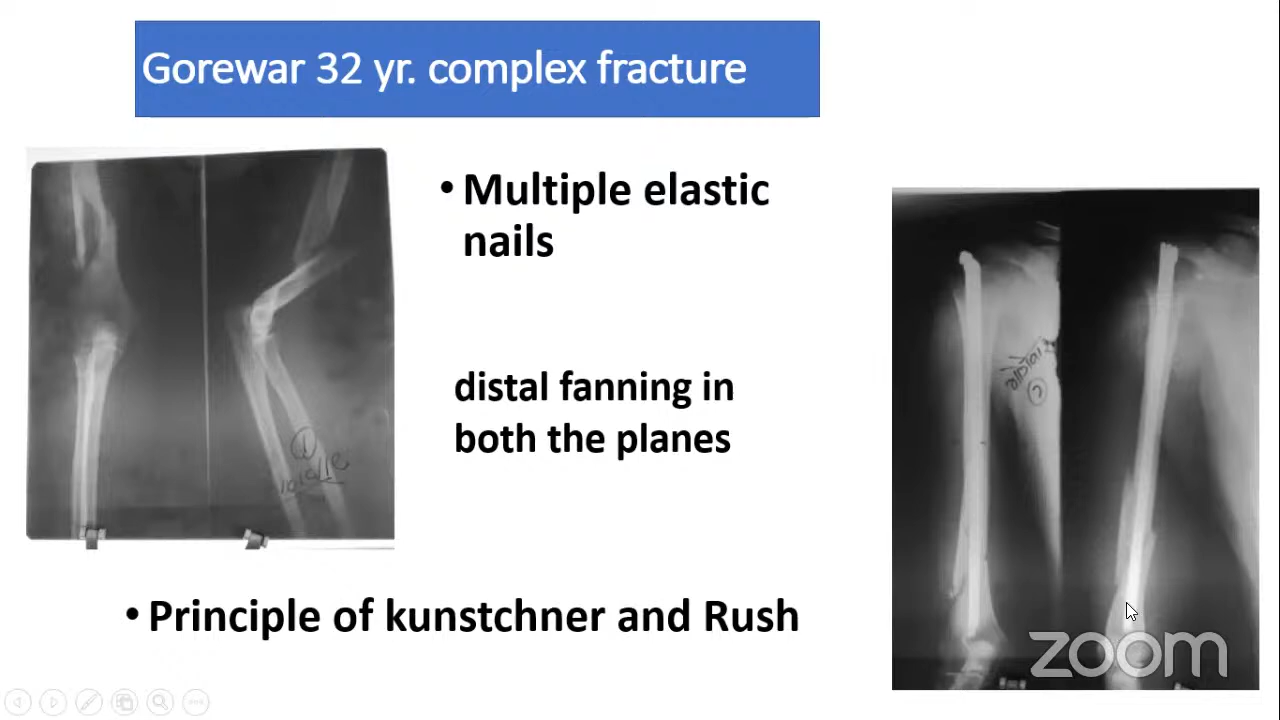 Gorewar 32 yr. complex fracture
• Multiple elastic
nails
distal fanning in
both the planes
• Principle of kunstchner and Rush
zoom